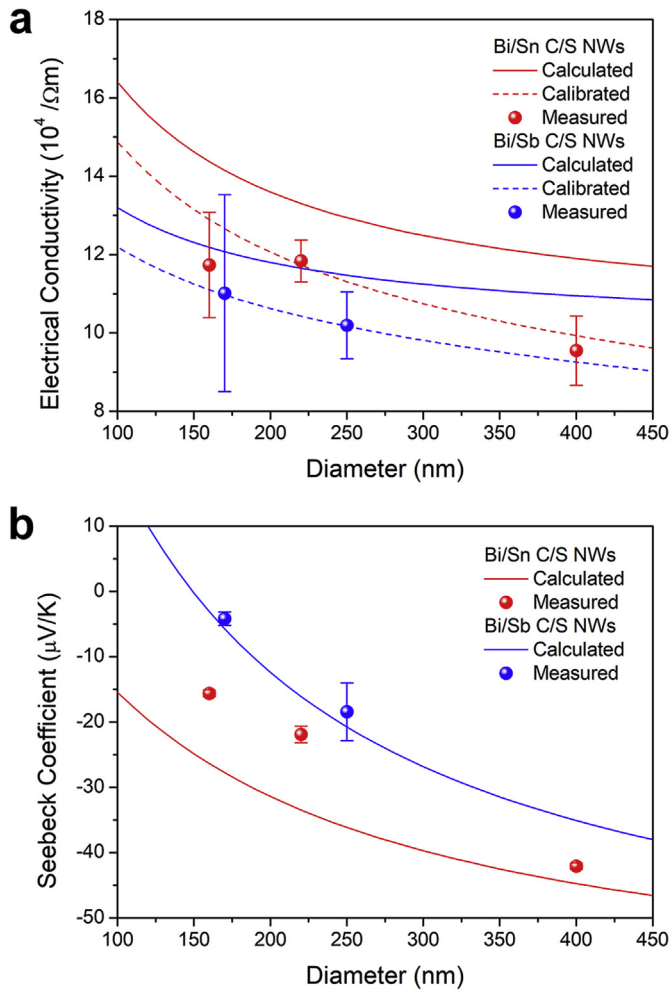 a
18
16
14
12
10
8
Electrical Conductivity (10⁴ /Ωm)
Bi/Sn C/S NWs
Calculated
Calibrated
Measured
Bi/Sb C/S NWs
Calculated
Calibrated
Measured
100 150 200 250 300 350 400 450
Diameter (nm)
b
10
0
-10
-20
-30
-40
-50
Seebeck Coefficient (μV/K)
Bi/Sn C/S NWs
Calculated
Measured
Bi/Sb C/S NWs
Calculated
Measured
100 150 200 250 300 350 400 450
Diameter (nm)